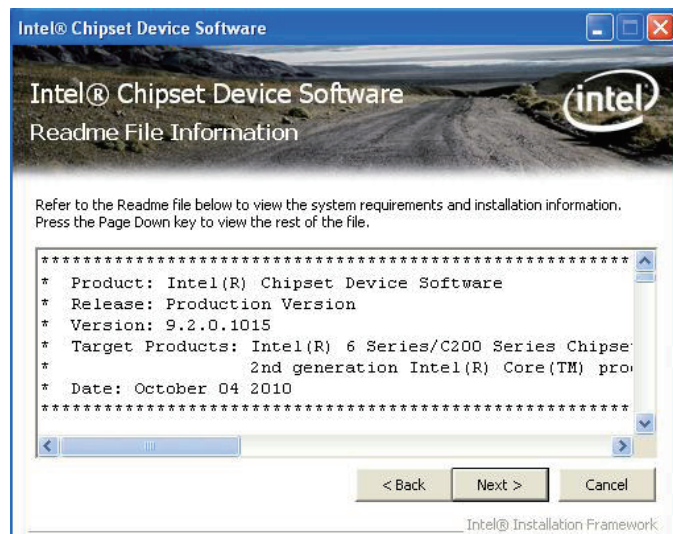 Intel® Chipset Device Software
Intel® Chipset Device Software
Readme File Information
intel
Refer to the Readme file below to view the system requirements and installation information.
Press the Page Down key to view the rest of the file.
*********************************************************
* Product: Intel(R) Chipset Device Software
* Release: Production Version
* Version: 9.2.0.1015
* Target Products: Intel(R) 6 Series/C200 Series Chipse
* 2nd generation Intel(R) Core(TM) pro
* Date: October 04 2010
*********************************************************
< Back Next > Cancel
Intel® Installation Framework